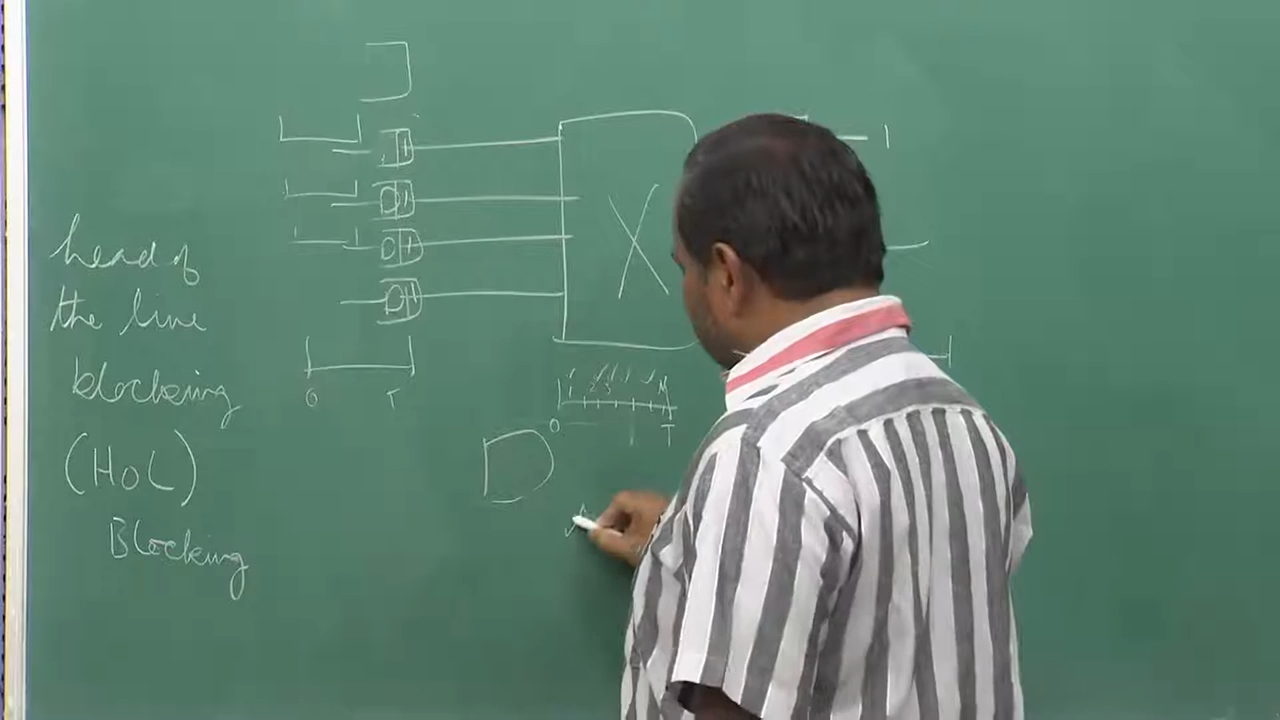 head of
the line
blocking
(HOL)
Blocking
X
0 T
M
0 T